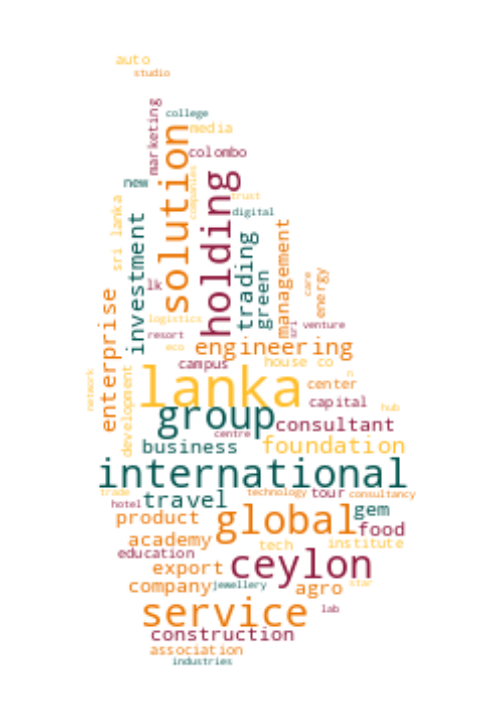 auto
studio
marketing
college
solution
media
colombo
companies
holding
new
trust
sri lanka
investment
digital
trading
green
management
lk
care
energy
enterprise
logistics
sri
venture
resort
eco
engineering
campus
house
co
network
development
lanka
center
n
capital
hub
group
consultant
centre
business
foundation
international
trade
technology
tour
consultancy
hotel
travel
gem
product
global
food
academy
tech
institute
education
export
ceylon
company
jewellery
agro
star
service
lab
construction
association
industries